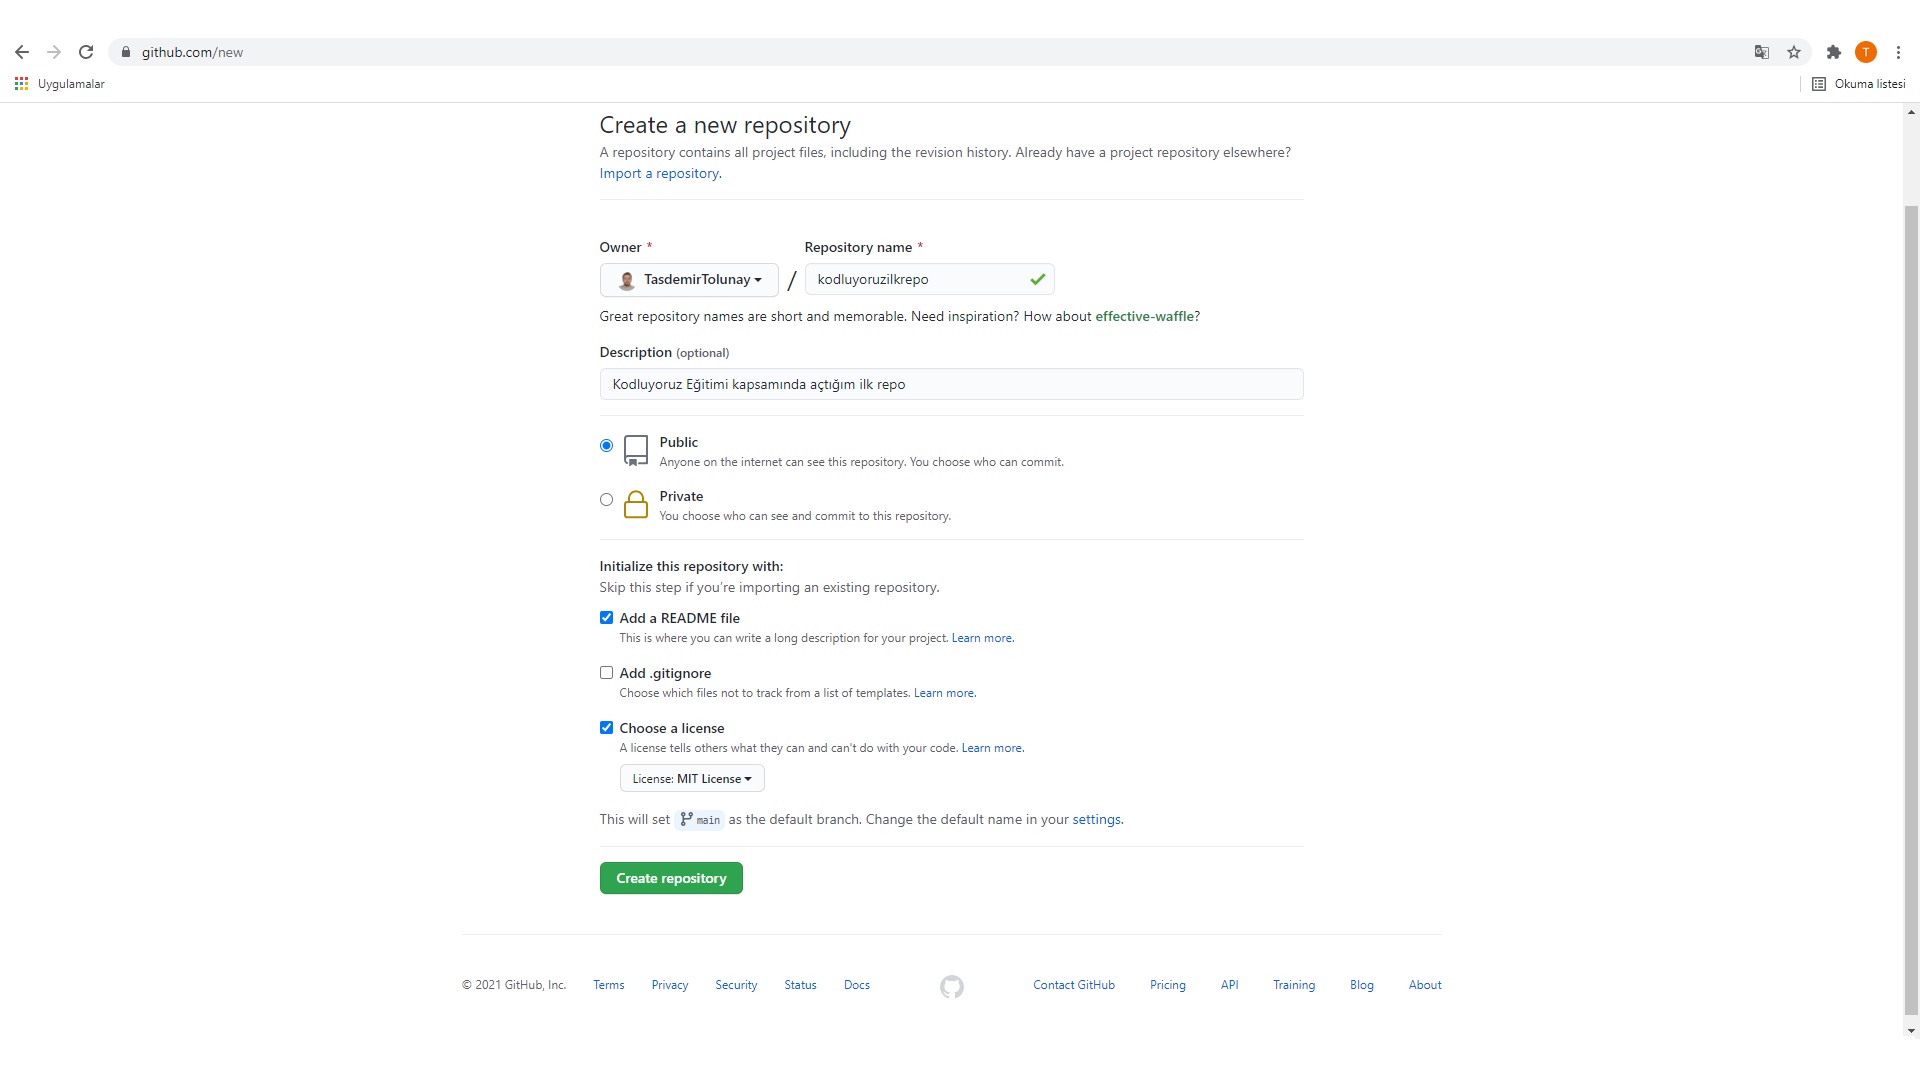 github.com/new
T
Uygulamalar
Okuma listesi
Create a new repository
A repository contains all project files, including the revision history. Already have a project repository elsewhere?
Import a repository.
Owner *
Repository name *
TasdemirTolunay
/
kodluyoruzilkrepo
Great repository names are short and memorable. Need inspiration? How about effective-waffle?
Description (optional)
Kodluyoruz Eğitimi kapsamında açtığım ilk repo
Public
Anyone on the internet can see this repository. You choose who can commit.
Private
You choose who can see and commit to this repository.
Initialize this repository with:
Skip this step if you're importing an existing repository.
Add a README file
This is where you can write a long description for your project. Learn more.
Add .gitignore
Choose which files not to track from a list of templates. Learn more.
Choose a license
A license tells others what they can and can't do with your code. Learn more.
License: MIT License
This will set main as the default branch. Change the default name in your settings.
Create repository
© 2021 GitHub, Inc. Terms Privacy Security Status Docs Contact GitHub Pricing API Training Blog About